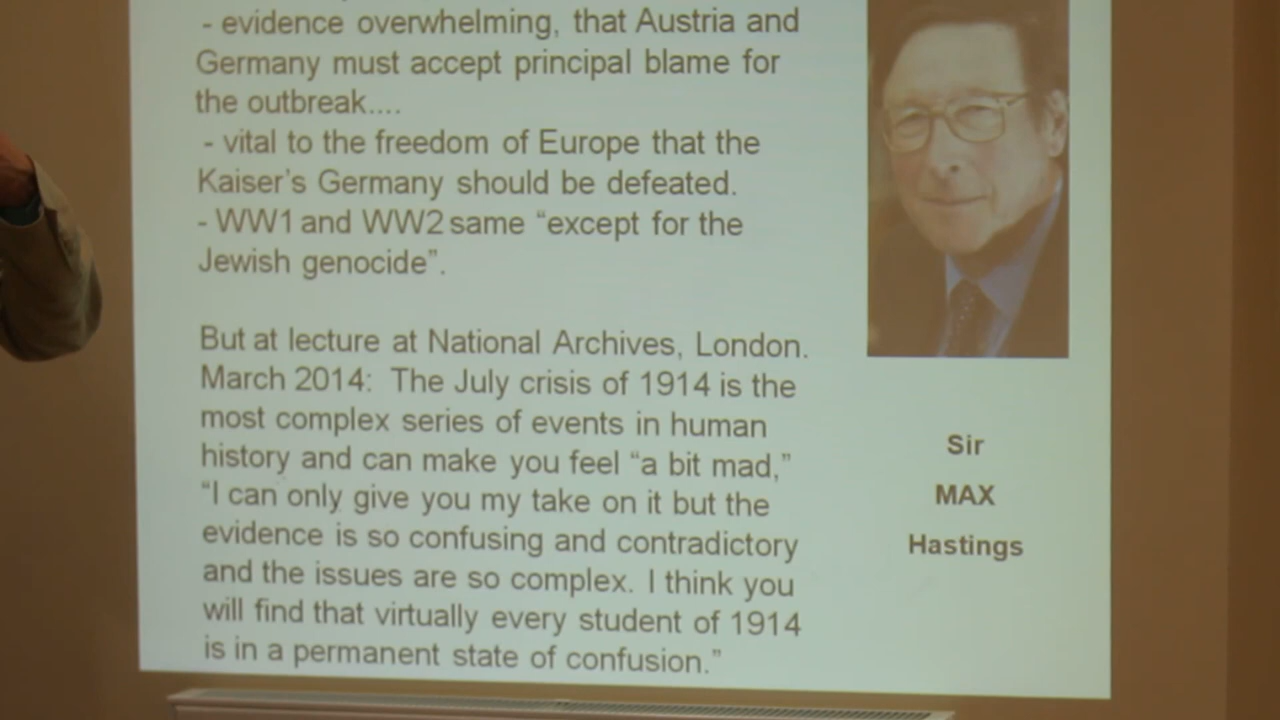 - evidence overwhelming, that Austria and
Germany must accept principal blame for
the outbreak....
- vital to the freedom of Europe that the
Kaiser's Germany should be defeated.
- WW1 and WW2 same “except for the
Jewish genocide”.
But at lecture at National Archives, London.
March 2014:  The July crisis of 1914 is the
most complex series of events in human
history and can make you feel “a bit mad,”
“I can only give you my take on it but the
evidence is so confusing and contradictory
and the issues are so complex. I think you
will find that virtually every student of 1914
is in a permanent state of confusion.”
Sir
MAX
Hastings